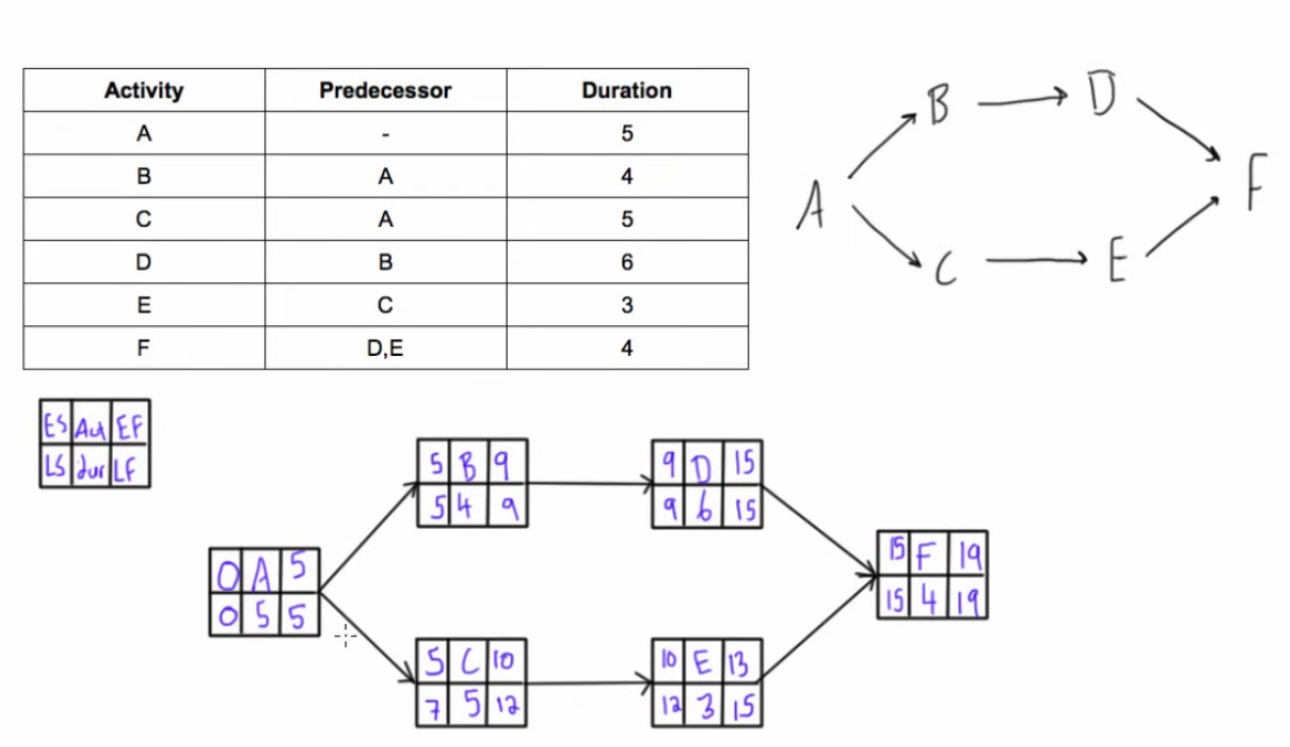 Activity Predecessor Duration
A - 5
B A 4
C A 5
D B 6
E C 3
F D,E 4
B D
A F
C E
ES Act EF
LS dur LF
5 B 9
5 4 9
9 D 15
9 6 15
0 A 5
0 5 5
15 F 19
15 4 19
5 C 10
7 5 12
10 E 13
12 3 15